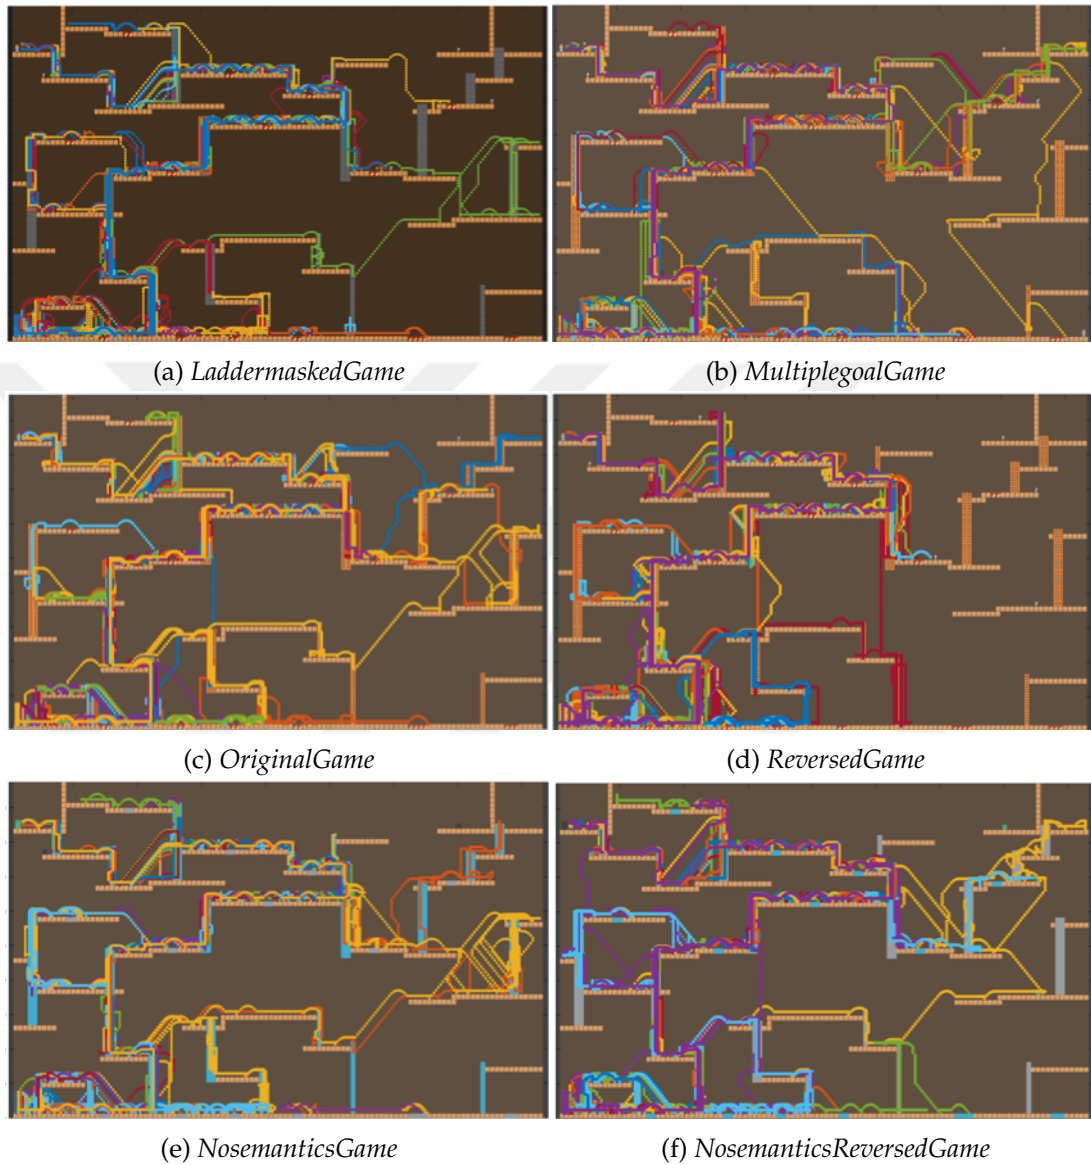 (a) LaddermaskedGame
(b) MultiplegoalGame
(c) OriginalGame
(d) ReversedGame
(e) NosemanticsGame
(f) NosemanticsReversedGame